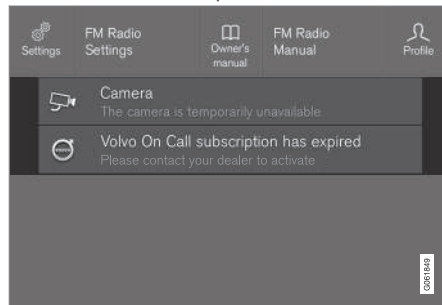 Settings
FM Radio
Settings
Owner's
manual
FM Radio
Manual
Profile
Camera
The camera is temporarily unavailable
Volvo On Call subscription has expired
Please contact your dealer to activate
G061849